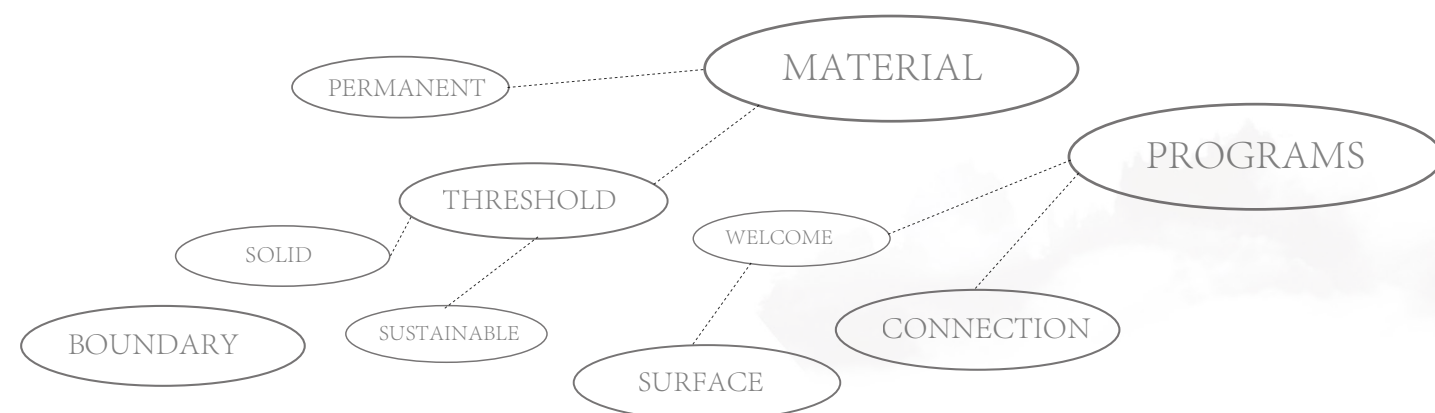 MATERIAL
PERMANENT
PROGRAMS
THRESHOLD
WELCOME
SOLID
CONNECTION
SUSTAINABLE
BOUNDARY
SURFACE